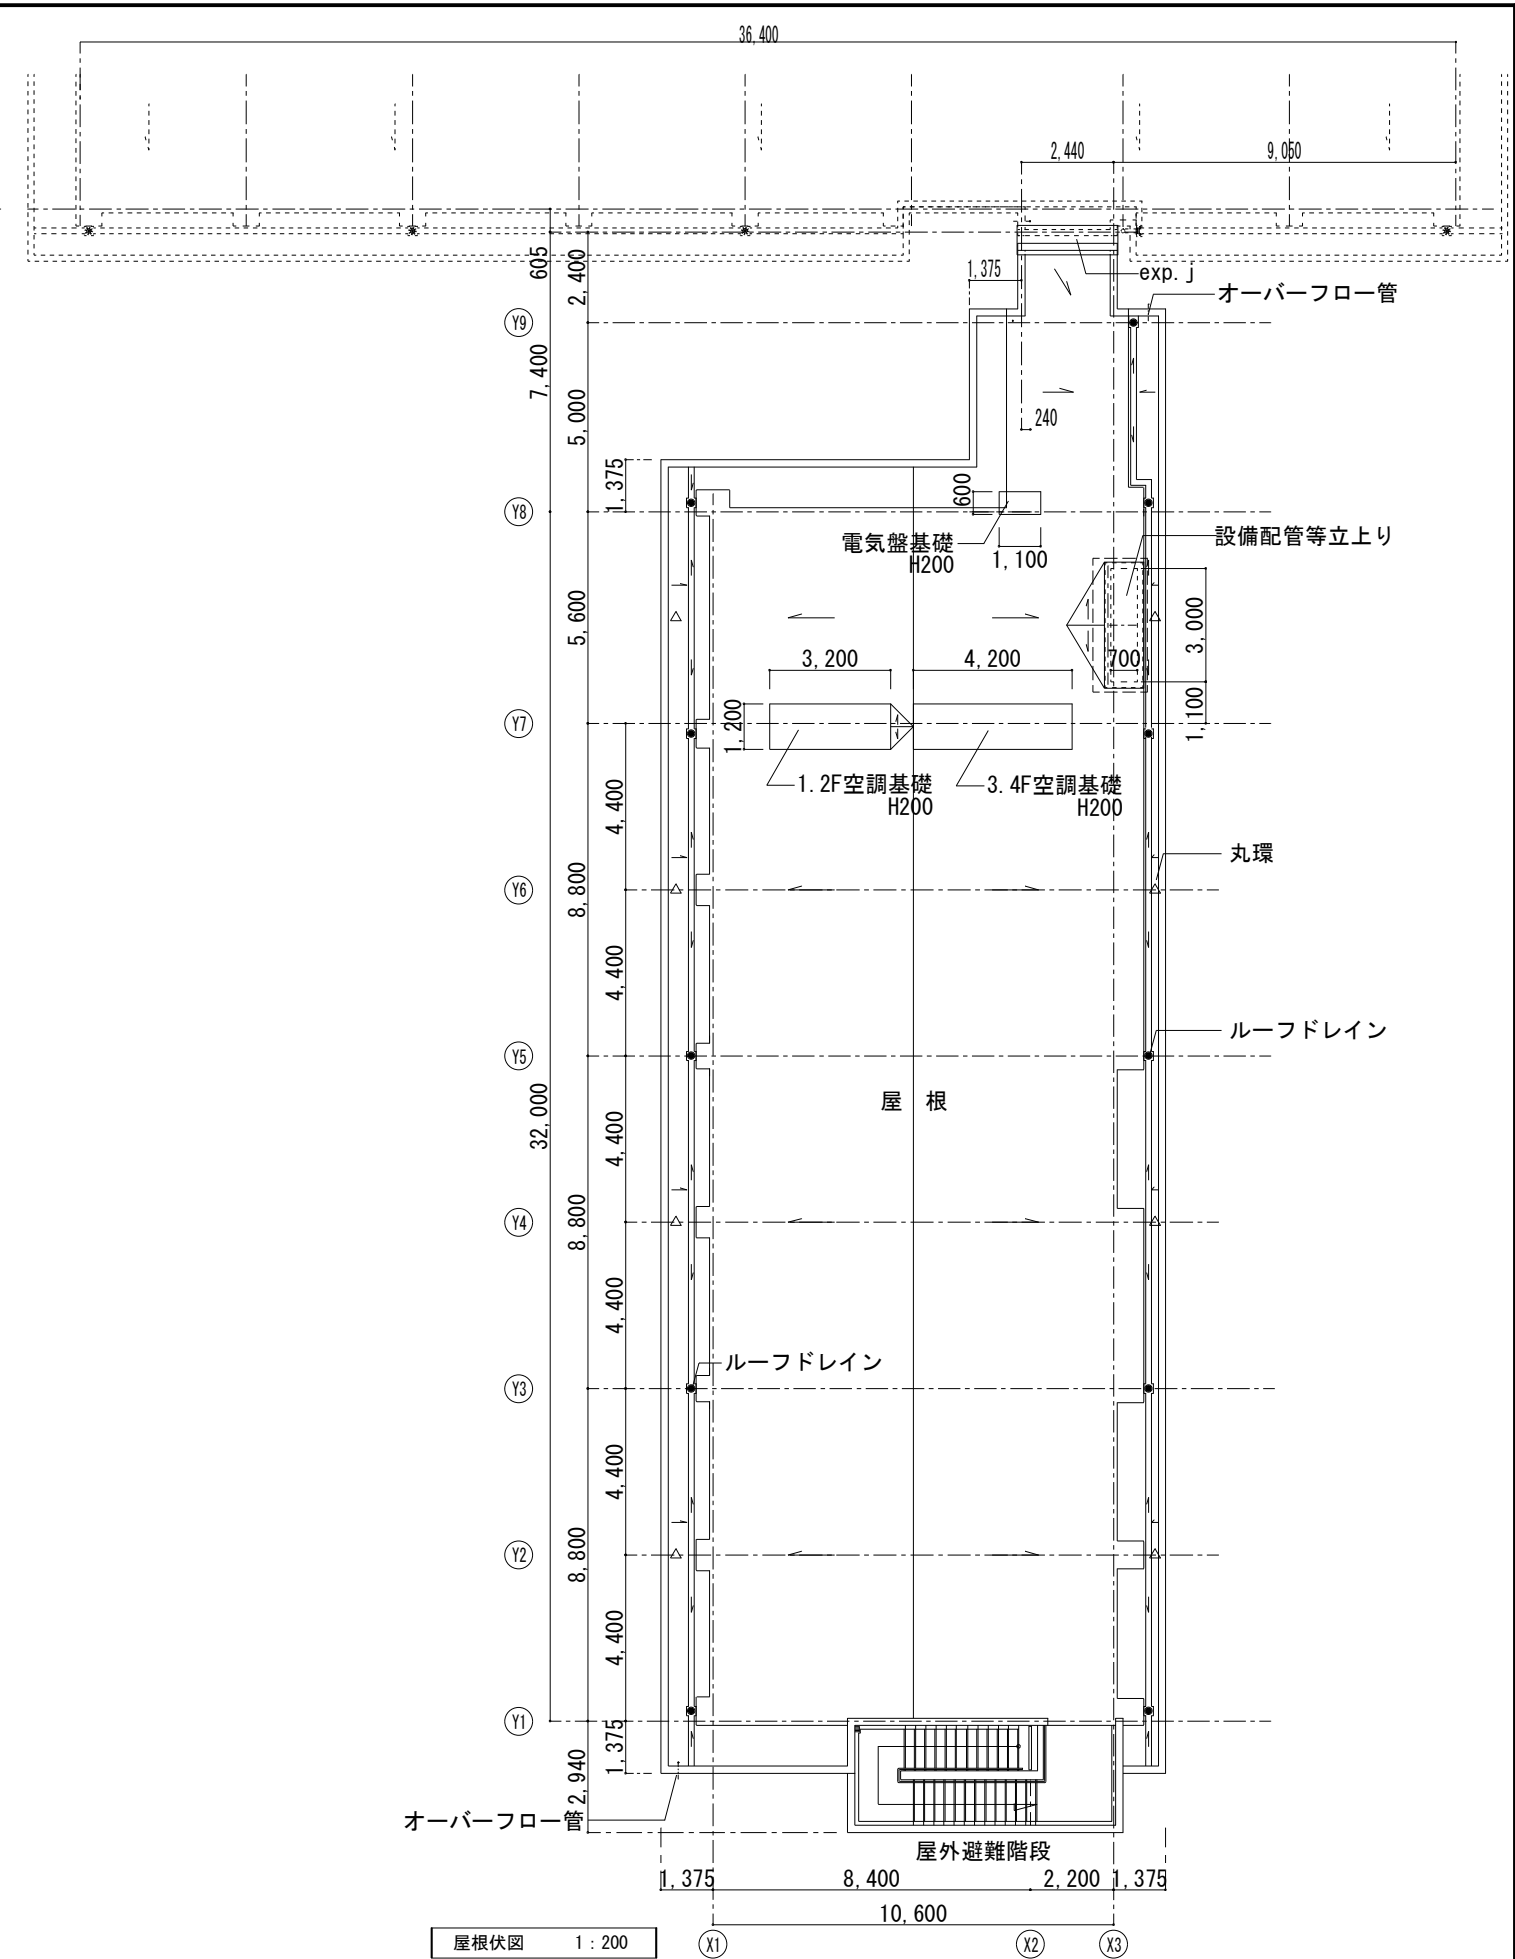 36,400
2,440
9,050
605
2,400
1,375
exp.j
オーバーフロー管
Y9
7,400
5,000
240
1,375
600
Y8
電気盤基礎
H200
1,100
設備配管等立上り
5,600
3,000
3,200
4,200
700
1,200
1,100
Y7
1.2F空調基礎
H200
3.4F空調基礎
H200
4,400
丸環
Y6
8,800
4,400
ルーフドレイン
Y5
32,000
屋 根
4,400
Y4
8,800
4,400
ルーフドレイン
Y3
4,400
Y2
8,800
4,400
Y1
1,375
2,940
オーバーフロー管
屋外避難階段
1,375
8,400
2,200
1,375
10,600
屋根伏図 1:200
X1
X2
X3